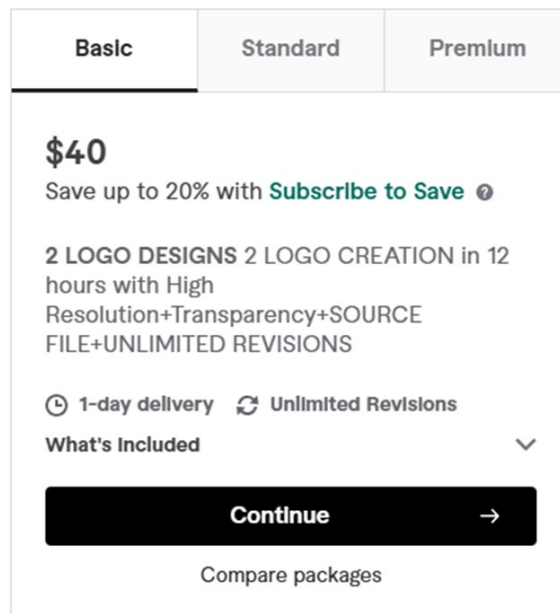 Basic Standard Premium
$40
Save up to 20% with Subscribe to Save ?
2 LOGO DESIGNS 2 LOGO CREATION in 12
hours with High
Resolution+Transparency+SOURCE
FILE+UNLIMITED REVISIONS
1-day delivery Unlimited Revisions
What's Included
Continue →
Compare packages